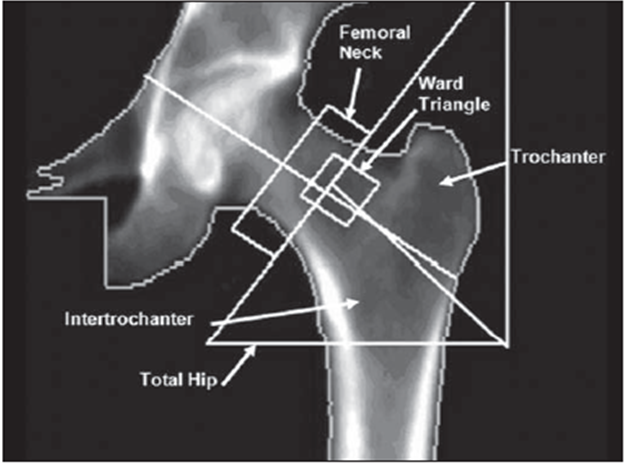 Femoral
Neck
Ward
Triangle
Trochanter
Intertrochanter
Total Hip